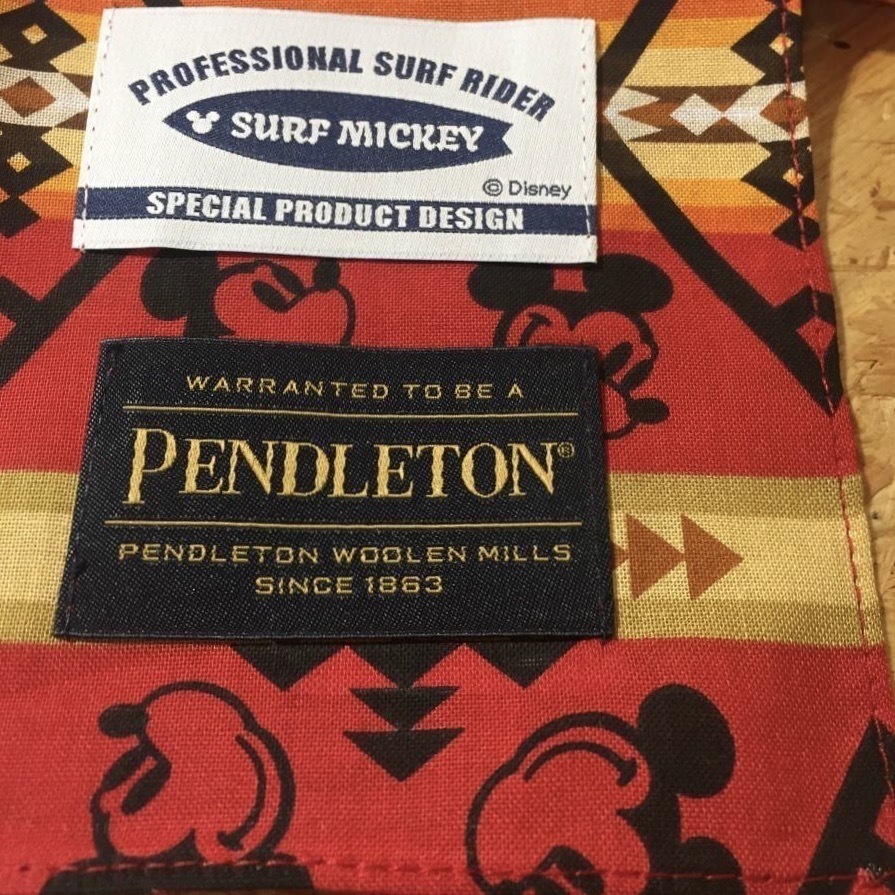 PROFESSIONAL SURF RIDER
SURF MICKEY
© Disney
SPECIAL PRODUCT DESIGN
WARRANTED TO BE A
PENDLETON®
PENDLETON WOOLEN MILLS
SINCE 1863